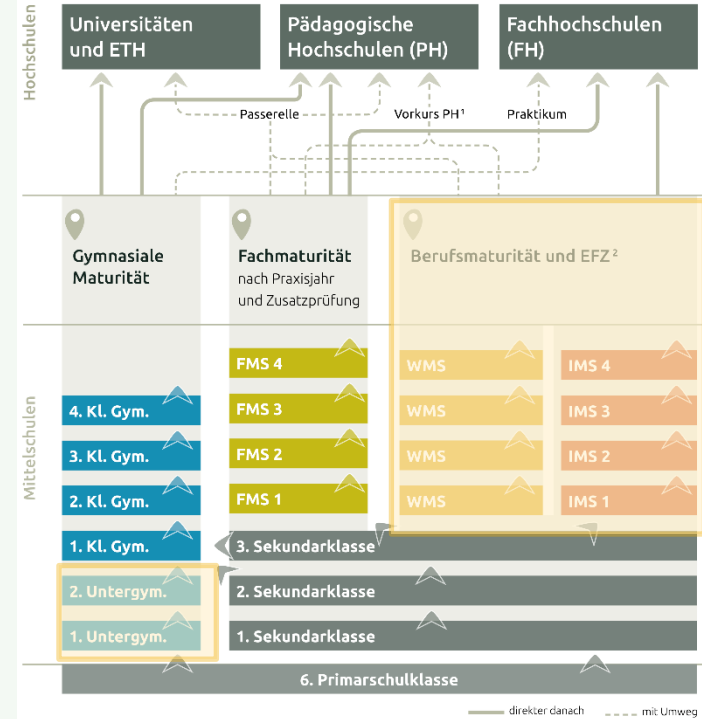 Hochschulen
Universitäten
und ETH
Pädagogische
Hochschulen (PH)
Fachhochschulen
(FH)
Passerelle
Vorkurs PH¹
Praktikum
Gymnasiale
Maturität
Fachmaturität
nach Praxisjahr
und Zusatzprüfung
Berufsmaturität und EFZ²
Mittelschulen
FMS 4
WMS
IMS 4
4. Kl. Gym.
FMS 3
WMS
IMS 3
3. Kl. Gym.
FMS 2
WMS
IMS 2
2. Kl. Gym.
FMS 1
WMS
IMS 1
1. Kl. Gym.
3. Sekundarklasse
2. Untergym.
2. Sekundarklasse
1. Untergym.
1. Sekundarklasse
6. Primarschulklasse
direkter danach
mit Umweg